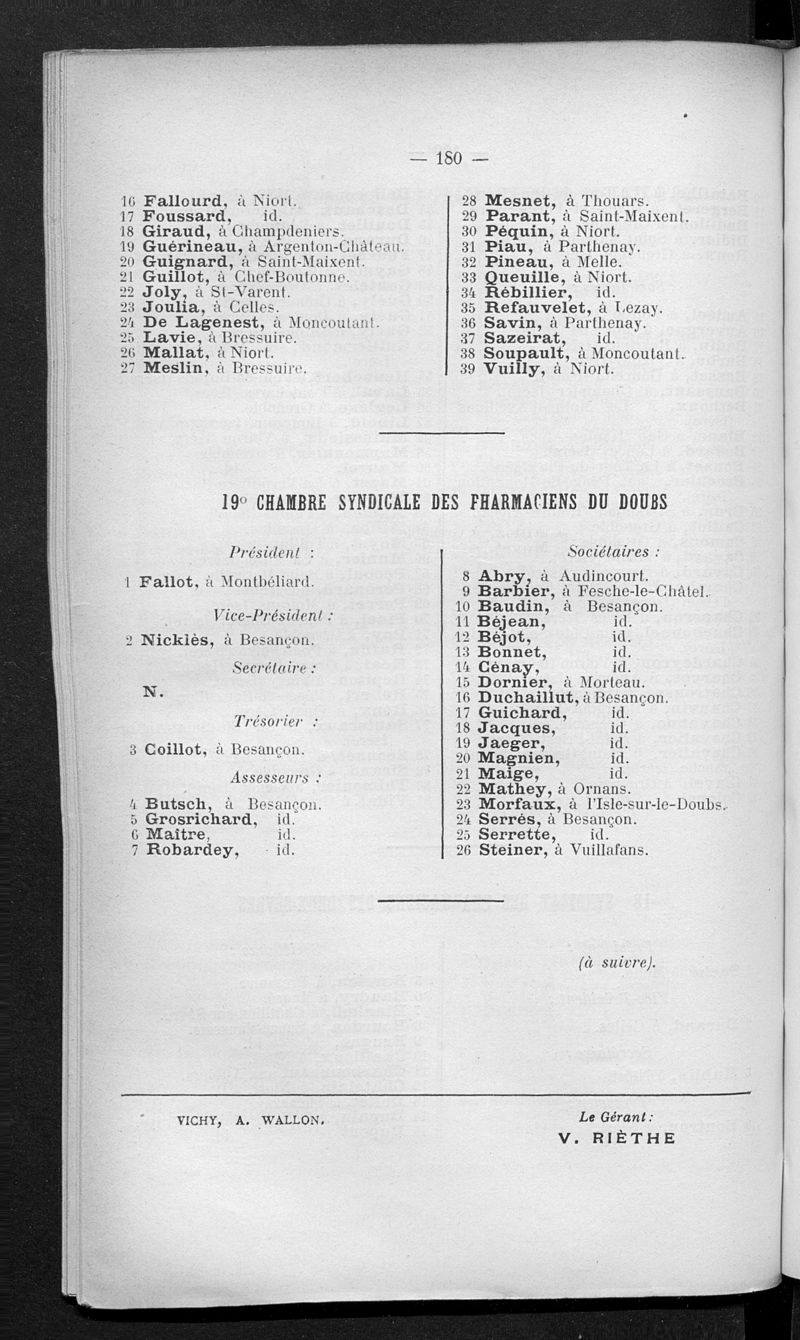 — 180 —
16 Fallourd, à Niort.
17 Foussard, id.
18 Giraud, à Champdeniers.
19 Guérineau, à Argenton-Château.
20 Guignard, à Saint-Maixent.
21 Guillot, à Chef-Boutonne.
22 Joly, à St-Varent.
23 Joulia, à Celles.
24 De Lagenest, à Moncoutant.
25 Lavie, à Bressuire.
26 Mallat, à Niort.
27 Meslin, à Bressuire.
28 Mesnet, à Thouars.
29 Parant, à Saint-Maixent.
30 Péquin, à Niort.
31 Piau, à Parthenay.
32 Pineau, à Melle.
33 Queuille, à Niort.
34 Rébillier, id.
35 Refauvelet, à Lezay.
36 Savin, à Parthenay.
37 Sazeirat, id.
38 Soupault, à Moncoutant.
39 Vuilly, à Niort.
19° CHAMBRE SYNDICALE DES PHARMACIENS DU DOUBS
Président :
1 Fallot, à Montbéliard.
Vice-Président :
2 Nicklès, à Besançon.
Secrétaire :
N.
Trésorier :
3 Coillot, à Besançon.
Assesseurs :
4 Butsch, à Besançon.
5 Grosrichard, id.
6 Maître, id.
7 Robardey, id.
Sociétaires :
8 Abry, à Audincourt.
9 Barbier, à Fesche-le-Châtel.
10 Baudin, à Besançon.
11 Béjean, id.
12 Béjot, id.
13 Bonnet, id.
14 Cénay, id.
15 Dornier, à Morteau.
16 Duchaillut, à Besançon.
17 Guichard, id.
18 Jacques, id.
19 Jaeger, id.
20 Magnien, id.
21 Maige, id.
22 Mathey, à Ornans.
23 Morfaux, à l'Isle-sur-le-Doubs.
24 Serrés, à Besançon.
25 Serrette, id.
26 Steiner, à Vuillafans.
(à suivre).
VICHY, A. WALLON.
Le Gérant :
V. RIÈTHE